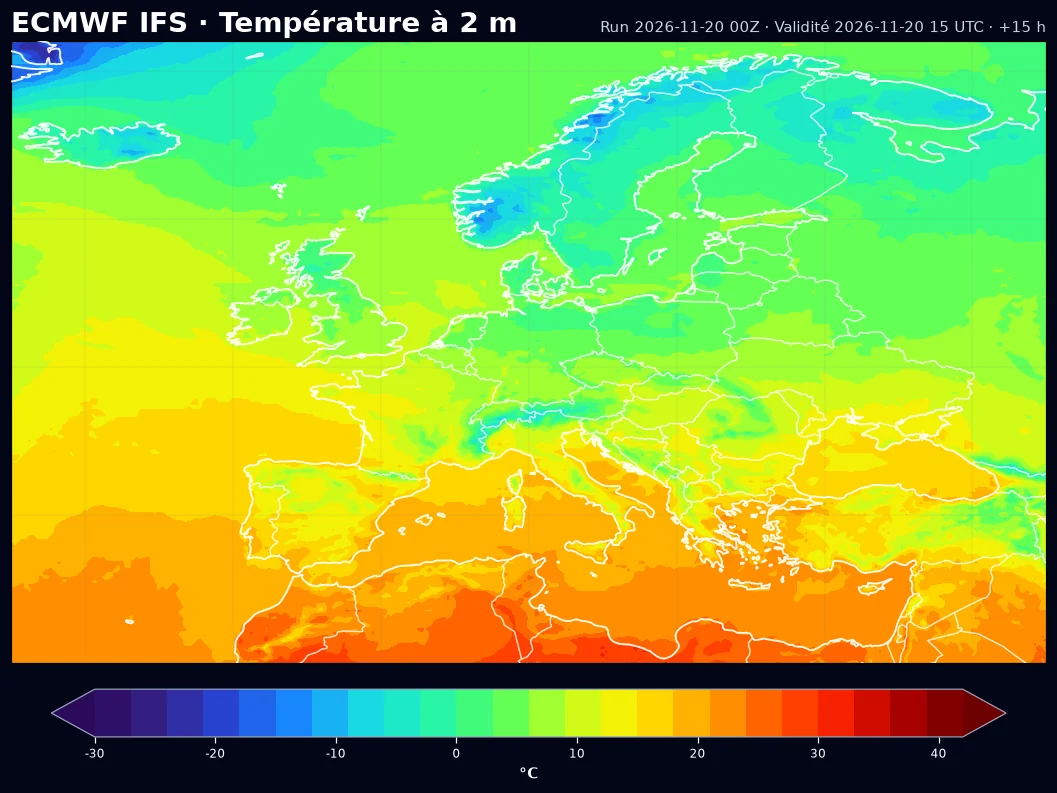 ECMWF IFS · Température à 2 m
Run 2026-11-20 00Z · Validité 2026-11-20 15 UTC · +15 h
-30 -20 -10 0 10 20 30 40
°C